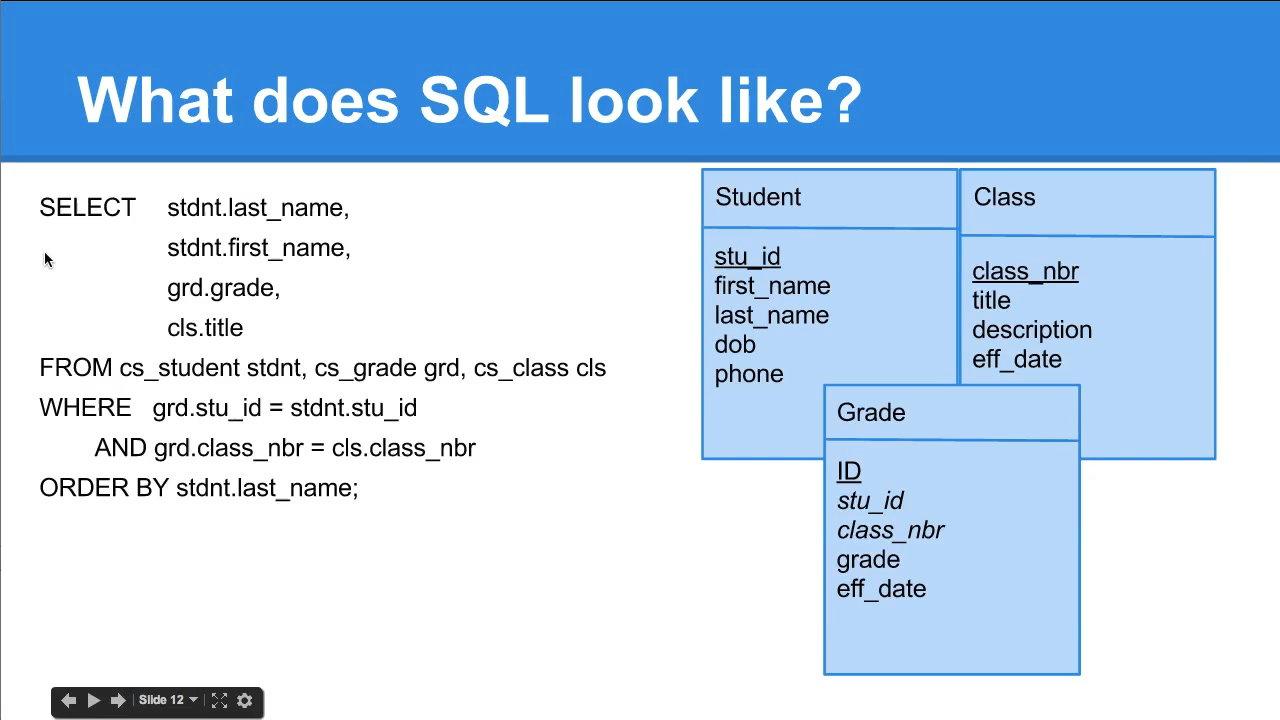 What does SQL look like?
SELECT stdnt.last_name,
stdnt.first_name,
grd.grade,
cls.title
FROM cs_student stdnt, cs_grade grd, cs_class cls
WHERE grd.stu_id = stdnt.stu_id
AND grd.class_nbr = cls.class_nbr
ORDER BY stdnt.last_name;
Student
stu_id
first_name
last_name
dob
phone
Class
class_nbr
title
description
eff_date
Grade
ID
stu_id
class_nbr
grade
eff_date
Slide 12